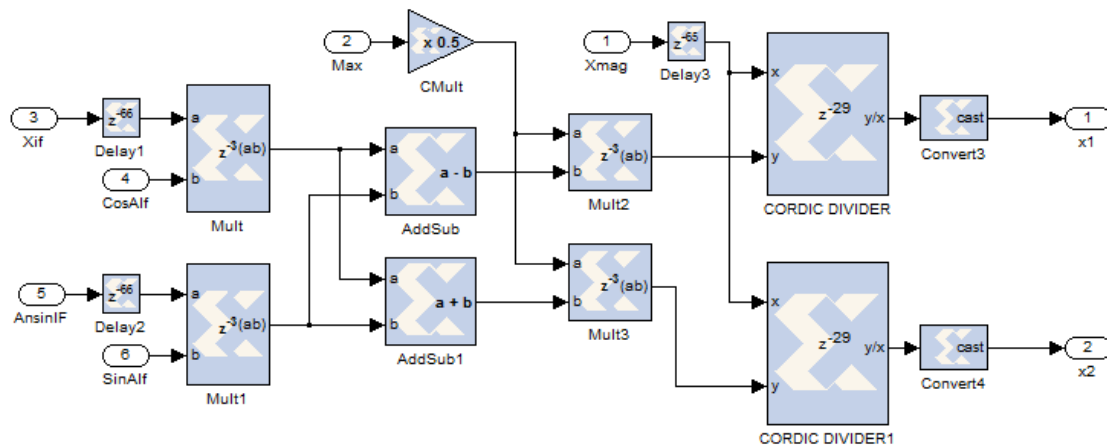 2
Max
x 0.5
CMult
1
Xmag
z-65
Delay3
3
Xif
z-66
Delay1
4
CosAlf
a
b
z-3(ab)
Mult
5
AnsinIF
z-66
Delay2
6
SinAlf
a
b
z-3(ab)
Mult1
a
b
a - b
AddSub
a
b
a + b
AddSub1
a
b
z-3(ab)
Mult2
a
b
z-3(ab)
Mult3
x
y
z-29
y/x
CORDIC DIVIDER
x
y
z-29
y/x
CORDIC DIVIDER1
cast
Convert3
1
x1
cast
Convert4
2
x2